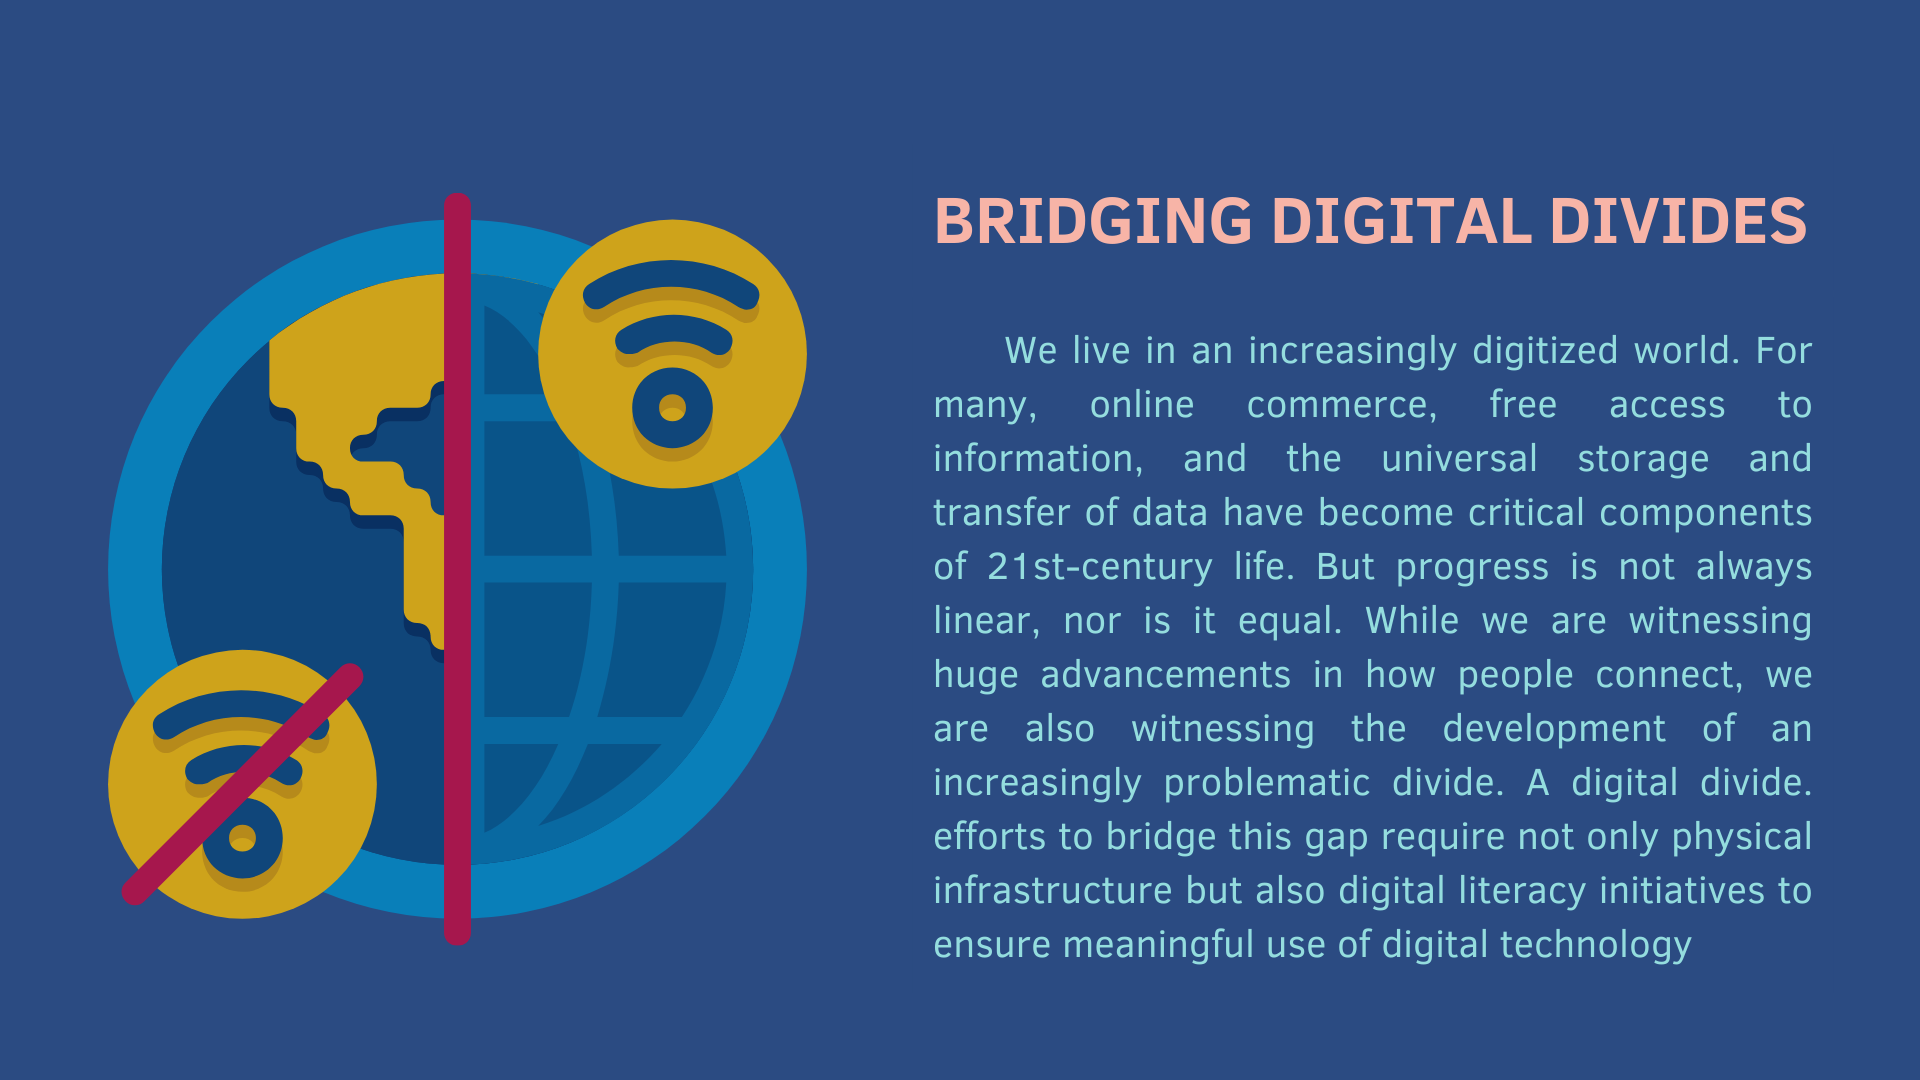 BRIDGING DIGITAL DIVIDES
We live in an increasingly digitized world. For
many, online commerce, free access to
information, and the universal storage and
transfer of data have become critical components
of 21st-century life. But progress is not always
linear, nor is it equal. While we are witnessing
huge advancements in how people connect, we
are also witnessing the development of an
increasingly problematic divide. A digital divide.
efforts to bridge this gap require not only physical
infrastructure but also digital literacy initiatives to
ensure meaningful use of digital technology